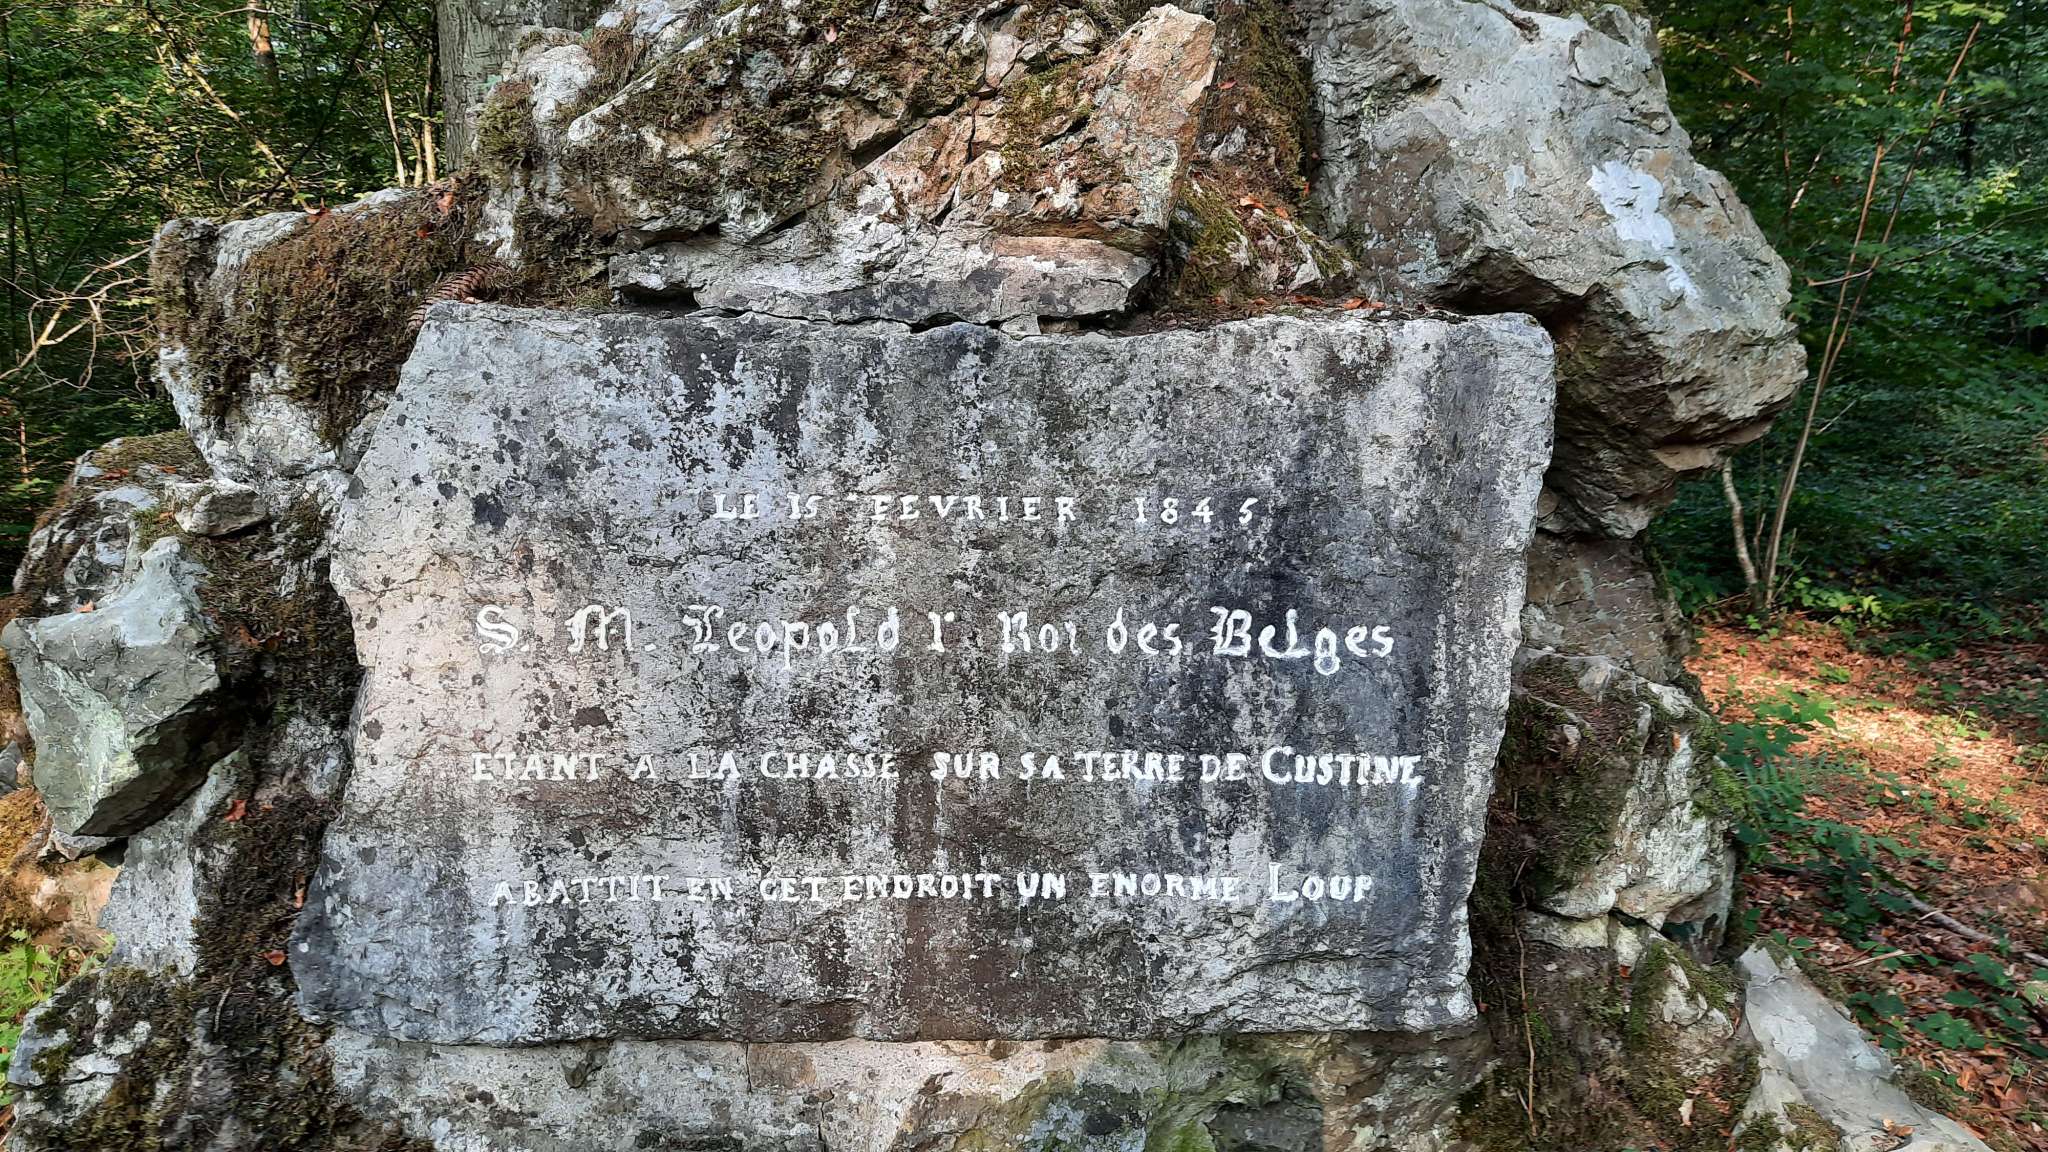 LE 15 FEVRIER 1845
S. M. Leopold Ir Roi des Belges
ETANT A LA CHASSE SUR SA TERRE DE CUSTINE
ABATTIT EN CET ENDROIT UN ENORME LOUP